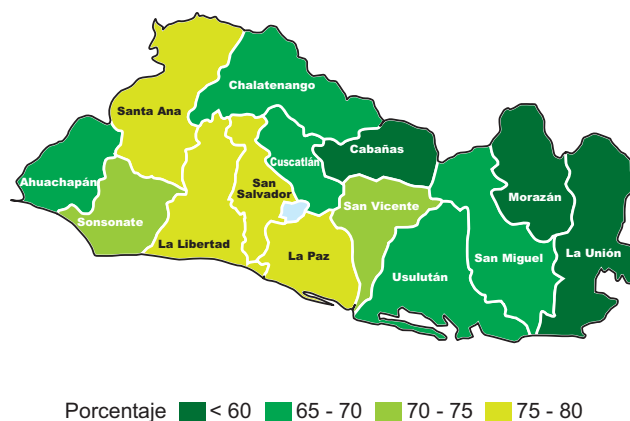 Chalatenango
Santa Ana
Cuscatlán
Cabañas
Ahuachapán
San
Salvador
Morazán
Sonsonate
San Vicente
La Libertad
La Paz
Usulután
San Miguel
La Unión
Porcentaje < 60 65 - 70 70 - 75 75 - 80